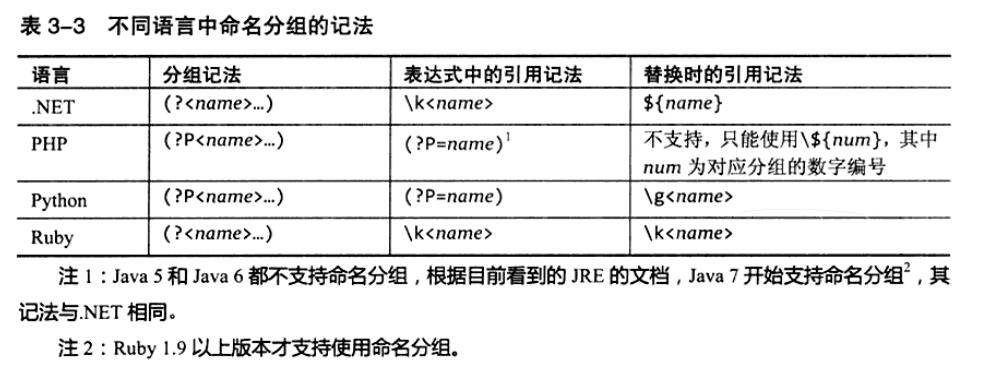 表 3-3 不同语言中命名分组的记法
语言 分组记法 表达式中的引用记法 替换时的引用记法
.NET (?<name>…) \k<name> ${name}
PHP (?P<name>…) (?P=name)1 不支持，只能使用\${num}，其中
num 为对应分组的数字编号
Python (?P<name>…) (?P=name) \g<name>
Ruby (?<name>…) \k<name> \k<name>
注 1：Java 5 和 Java 6 都不支持命名分组，根据目前看到的 JRE 的文档，Java 7 开始支持命名分组2，其
记法与.NET 相同。
注 2：Ruby 1.9 以上版本才支持使用命名分组。